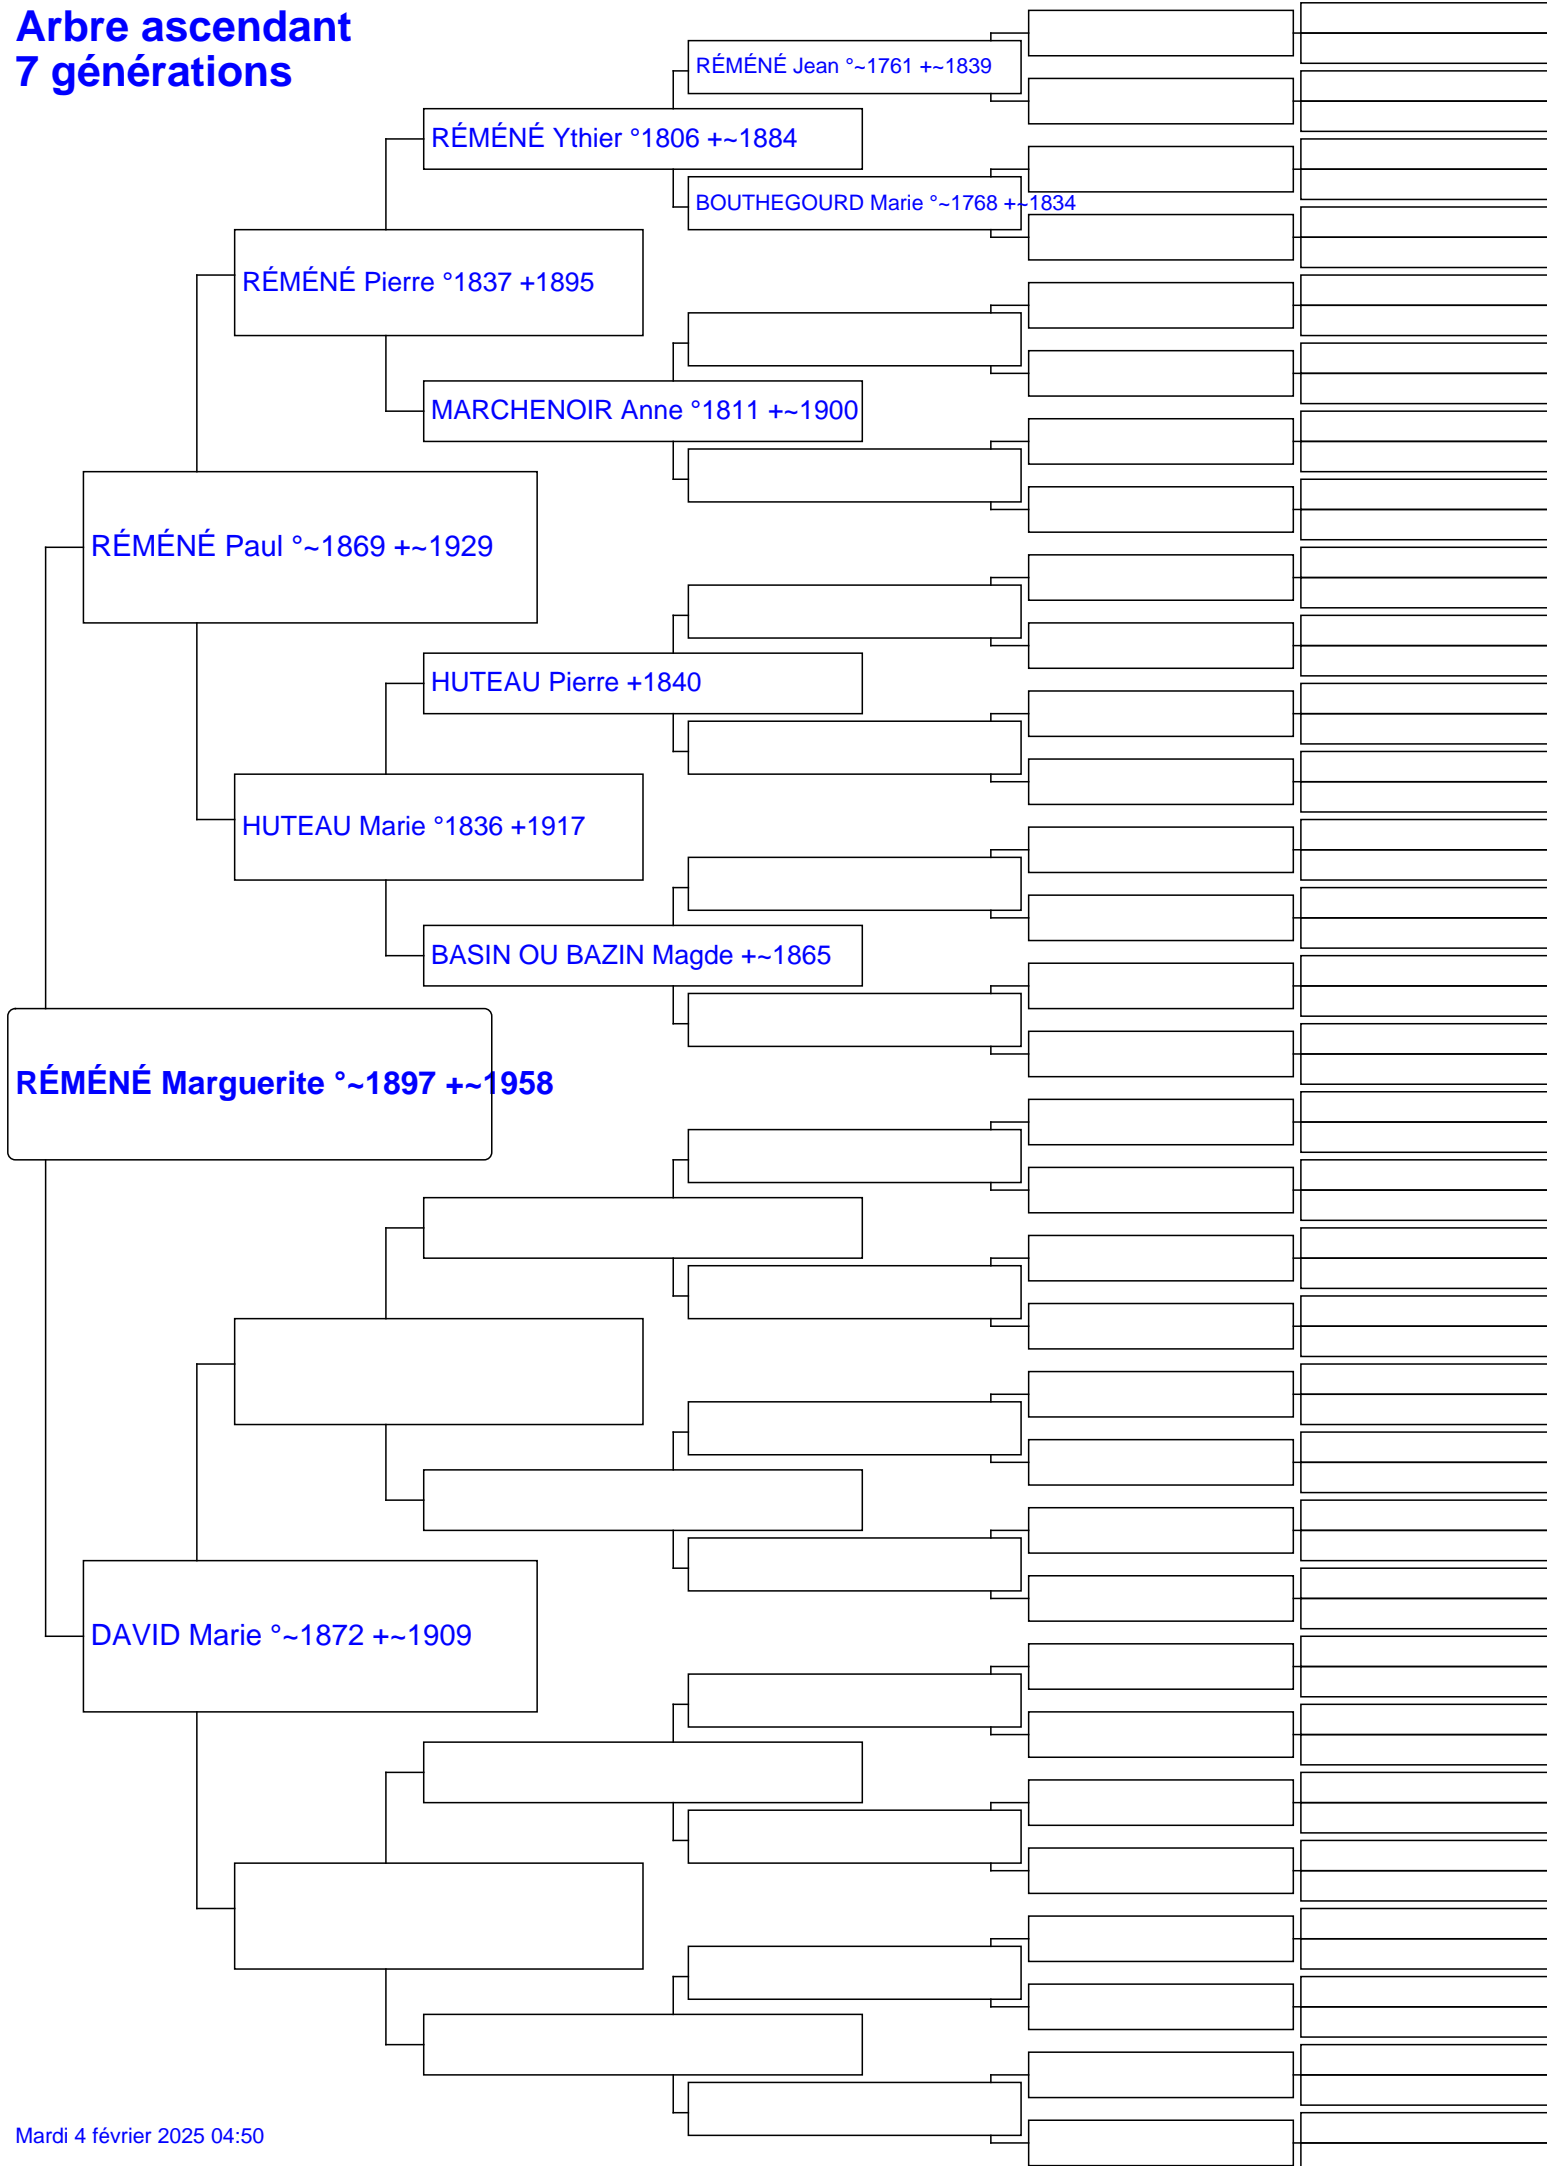 Arbre ascendant
7 générations
RÉMÉNÉ Jean °~1761 +~1839
RÉMÉNÉ Ythier °1806 +~1884
BOUTHEGOURD Marie °~1768 +~1834
RÉMÉNÉ Pierre °1837 +1895
MARCHENOIR Anne °1811 +~1900
RÉMÉNÉ Paul °~1869 +~1929
HUTEAU Pierre +1840
HUTEAU Marie °1836 +1917
BASIN OU BAZIN Magde +~1865
RÉMÉNÉ Marguerite °~1897 +~1958
DAVID Marie °~1872 +~1909
Mardi 4 février 2025 04:50